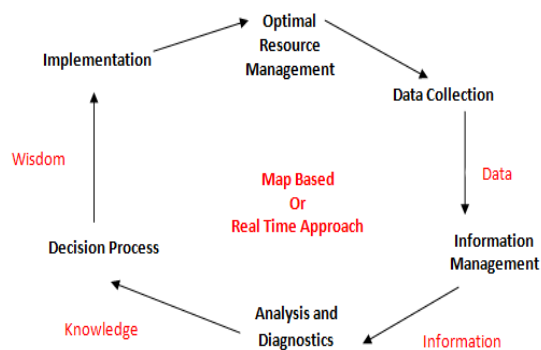 Optimal
Resource
Management
Implementation
Data Collection
Wisdom
Data
Map Based
Or
Real Time Approach
Decision Process
Information
Management
Analysis and
Diagnostics
Knowledge
Information